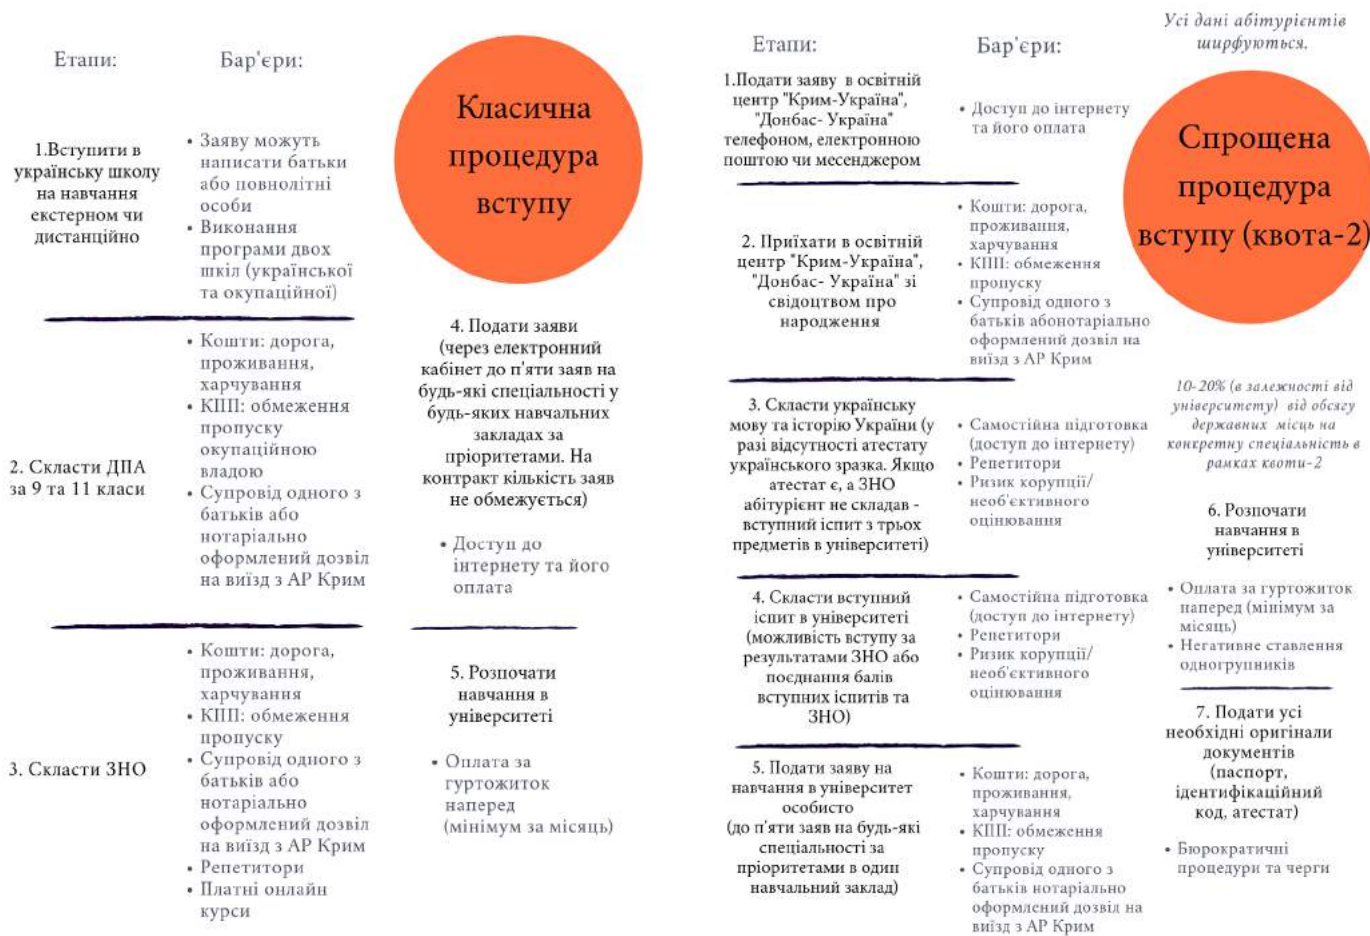 Етапи:
Бар'єри:
Класична
процедура
вступу
1.Вступити в
українську школу
на навчання
екстерном чи
дистанційно
• Заяву можуть
написати батьки
або повнолітні
особи
• Виконання
програми двох
шкіл (української
та окупаційної)
2. Скласти ДПА
за 9 та 11 класи
• Кошти: дорога,
проживання,
харчування
• КПП: обмеження
пропуску
окупаційною
владою
• Супровід одного з
батьків або
нотаріально
оформлений дозвіл
на виїзд з АР Крим
3. Скласти ЗНО
• Кошти: дорога,
проживання,
харчування
• КПП: обмеження
пропуску
• Супровід одного з
батьків або
нотаріально
оформлений дозвіл
на виїзд з АР Крим
• Репетитори
• Платні онлайн
курси
4. Подати заяви
(через електронний
кабінет до п'яти заяв на
будь-які спеціальності у
будь-яких навчальних
закладах за
пріоритетами. На
контракт кількість заяв
не обмежується)
• Доступ до
інтернету та його
оплата
5. Розпочати
навчання в
університеті
• Оплата за
гуртожиток
наперед
(мінімум за місяць)
Етапи:
Бар'єри:
Усі дані абітурієнтів
ширфуються.
Спрощена
процедура
вступу (квота-2)
1.Подати заяву в освітній
центр "Крим-Україна",
"Донбас- Україна"
телефоном, електронною
поштою чи месенджером
• Доступ до інтернету
та його оплата
2. Приїхати в освітній
центр "Крим-Україна",
"Донбас- Україна" зі
свідоцтвом про
народження
• Кошти: дорога,
проживання,
харчування
• КПП: обмеження
пропуску
• Супровід одного з
батьків абонотаріально
оформлений дозвіл на
виїзд з АР Крим
3. Скласти українську
мову та історію України (у
разі відсутності атестату
українського зразка. Якщо
атестат є, а ЗНО
абітурієнт не складав -
вступний іспит з трьох
предметів в університеті)
• Самостійна підготовка
(доступ до інтернету)
• Репетитори
• Ризик корупції/
необ'єктивного
оцінювання
4. Скласти вступний
іспит в університеті
(можливість вступу за
результатами ЗНО або
поєднання балів
вступних іспитів та
ЗНО)
• Самостійна підготовка
(доступ до інтернету)
• Репетитори
• Ризик корупції/
необ'єктивного
оцінювання
5. Подати заяву на
навчання в університет
особисто
(до п'яти заяв на будь-які
спеціальності за
пріоритетами в один
навчальний заклад)
• Кошти: дорога,
проживання,
харчування
• КПП: обмеження
пропуску
• Супровід одного з
батьків нотаріально
оформлений дозвіл на
виїзд з АР Крим
10-20% (в залежності від
університету) від обсягу
державних місць на
конкретну спеціальність в
рамках квоти-2
6. Розпочати
навчання в
університеті
• Оплата за гуртожиток
наперед (мінімум за
місяць)
• Негативне ставлення
одногрупників
7. Подати усі
необхідні оригінали
документів
(паспорт,
ідентифікаційний
код, атестат)
• Бюрократичні
процедури та черги